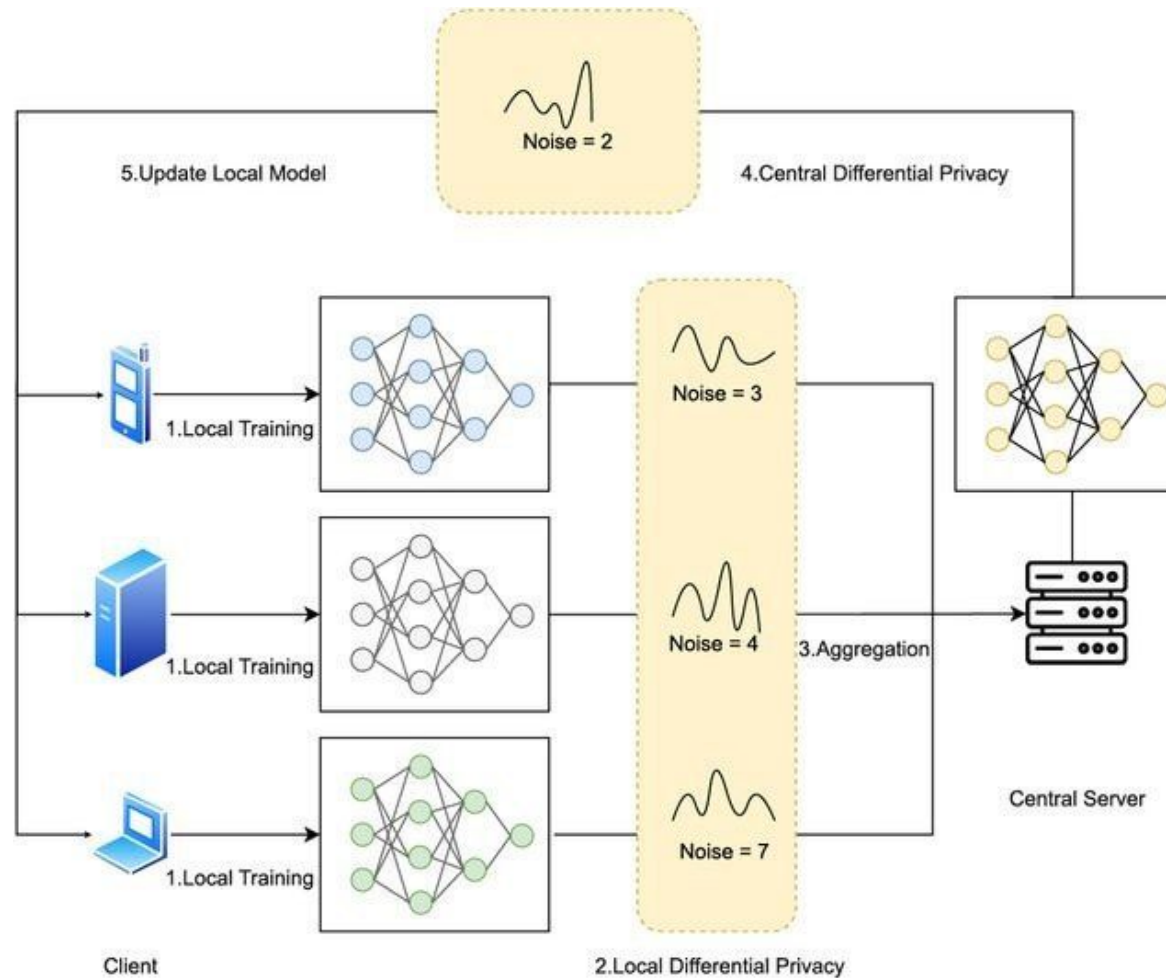 Noise = 2
5.Update Local Model
4.Central Differential Privacy
Noise = 3
1.Local Training
Noise = 4
3.Aggregation
1.Local Training
Central Server
Noise = 7
1.Local Training
Client
2.Local Differential Privacy